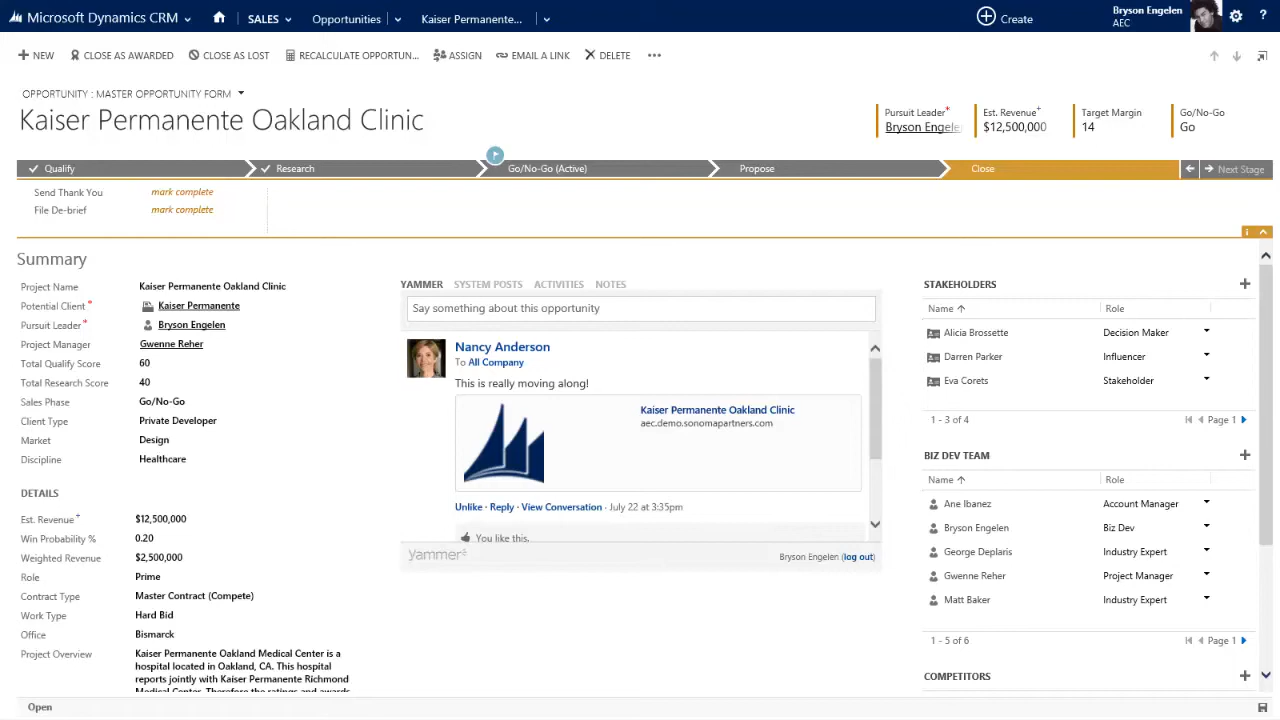 Microsoft Dynamics CRM SALES Opportunities Kaiser Permanente... Create Bryson Engelen AEC ?
NEW CLOSE AS AWARDED CLOSE AS LOST RECALCULATE OPPORTUN... ASSIGN EMAIL A LINK DELETE ...
OPPORTUNITY : MASTER OPPORTUNITY FORM
Kaiser Permanente Oakland Clinic
Pursuit Leader* Est. Revenue+ Target Margin Go/No-Go
Bryson Engele $12,500,000 14 Go
Qualify Research Go/No-Go (Active) Propose Close Next Stage
Send Thank You mark complete
File De-brief mark complete
Summary
Project Name Kaiser Permanente Oakland Clinic
Potential Client* Kaiser Permanente
Pursuit Leader* Bryson Engelen
Project Manager Gwenne Reher
Total Qualify Score 60
Total Research Score 40
Sales Phase Go/No-Go
Client Type Private Developer
Market Design
Discipline Healthcare
DETAILS
Est. Revenue+ $12,500,000
Win Probability % 0.20
Weighted Revenue $2,500,000
Role Prime
Contract Type Master Contract (Compete)
Work Type Hard Bid
Office Bismarck
Project Overview Kaiser Permanente Oakland Medical Center is a
hospital located in Oakland, CA. This hospital
reports jointly with Kaiser Permanente Richmond
Medical Center. Therefore the ratings and awards
YAMMER SYSTEM POSTS ACTIVITIES NOTES
Say something about this opportunity
Nancy Anderson
To All Company
This is really moving along!
Kaiser Permanente Oakland Clinic
aec.demo.sonomapartners.com
Unlike · Reply · View Conversation · July 22 at 3:35pm
You like this.
yammer
Bryson Engelen (log out)
STAKEHOLDERS
Name Role
Alicia Brossette Decision Maker
Darren Parker Influencer
Eva Corets Stakeholder
1 - 3 of 4 Page 1
BIZ DEV TEAM
Name Role
Ane Ibanez Account Manager
Bryson Engelen Biz Dev
George Deplaris Industry Expert
Gwenne Reher Project Manager
Matt Baker Industry Expert
1 - 5 of 6 Page 1
COMPETITORS
Open